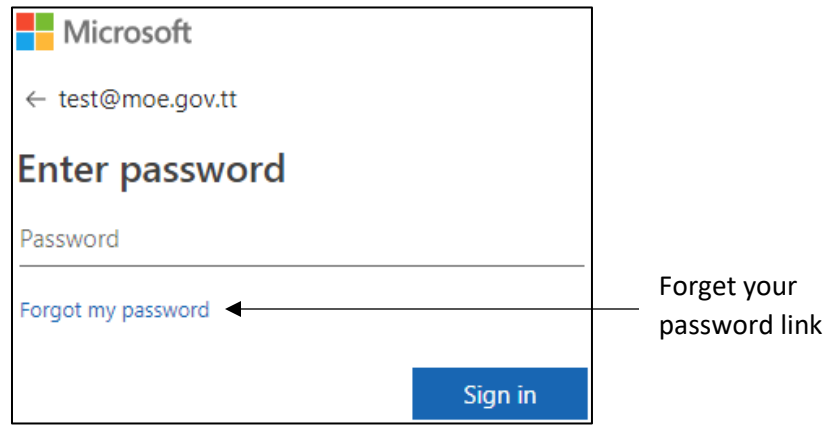 Microsoft
← test@moe.gov.tt
Enter password
Password
Forgot my password
Forget your
password link
Sign in